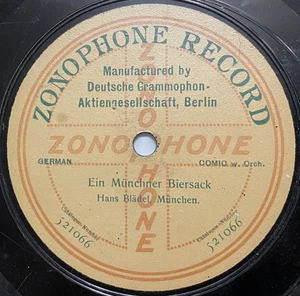 ZONOPHONE RECORD
Manufactured by
Deutsche Grammophon-
Aktiengesellschaft, Berlin
ZONOPHONE
ZONOPHONE
GERMAN
COMIC w. Orch.
Ein Münchner Biersack
Hans Blädel, München.
521066
521066